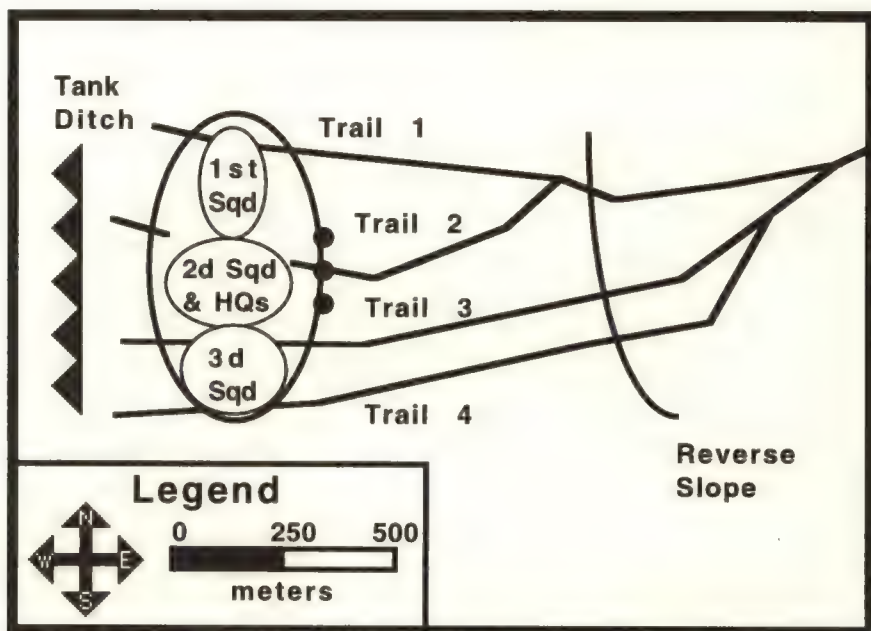 Tank
Ditch
Trail 1
1st
Sqd
Trail 2
2d Sqd
& HQs
Trail 3
3d
Sqd
Trail 4
Reverse
Slope
Legend
N
W E
S
0 250 500
meters